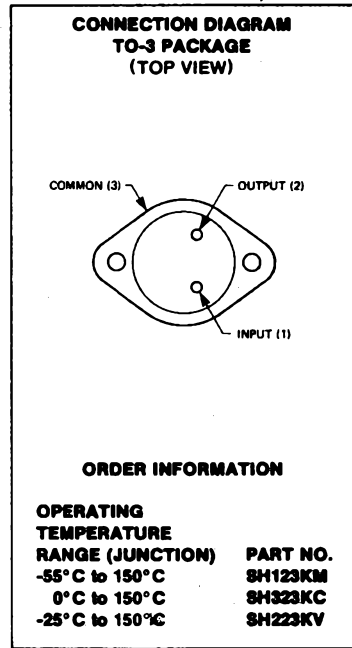 CONNECTION DIAGRAM
TO-3 PACKAGE
(TOP VIEW)
COMMON (3)
OUTPUT (2)
INPUT (1)
ORDER INFORMATION
OPERATING
TEMPERATURE
RANGE (JUNCTION) PART NO.
-55°C to 150°C SH123KM
0°C to 150°C SH323KC
-25°C to 150°C SH223KV